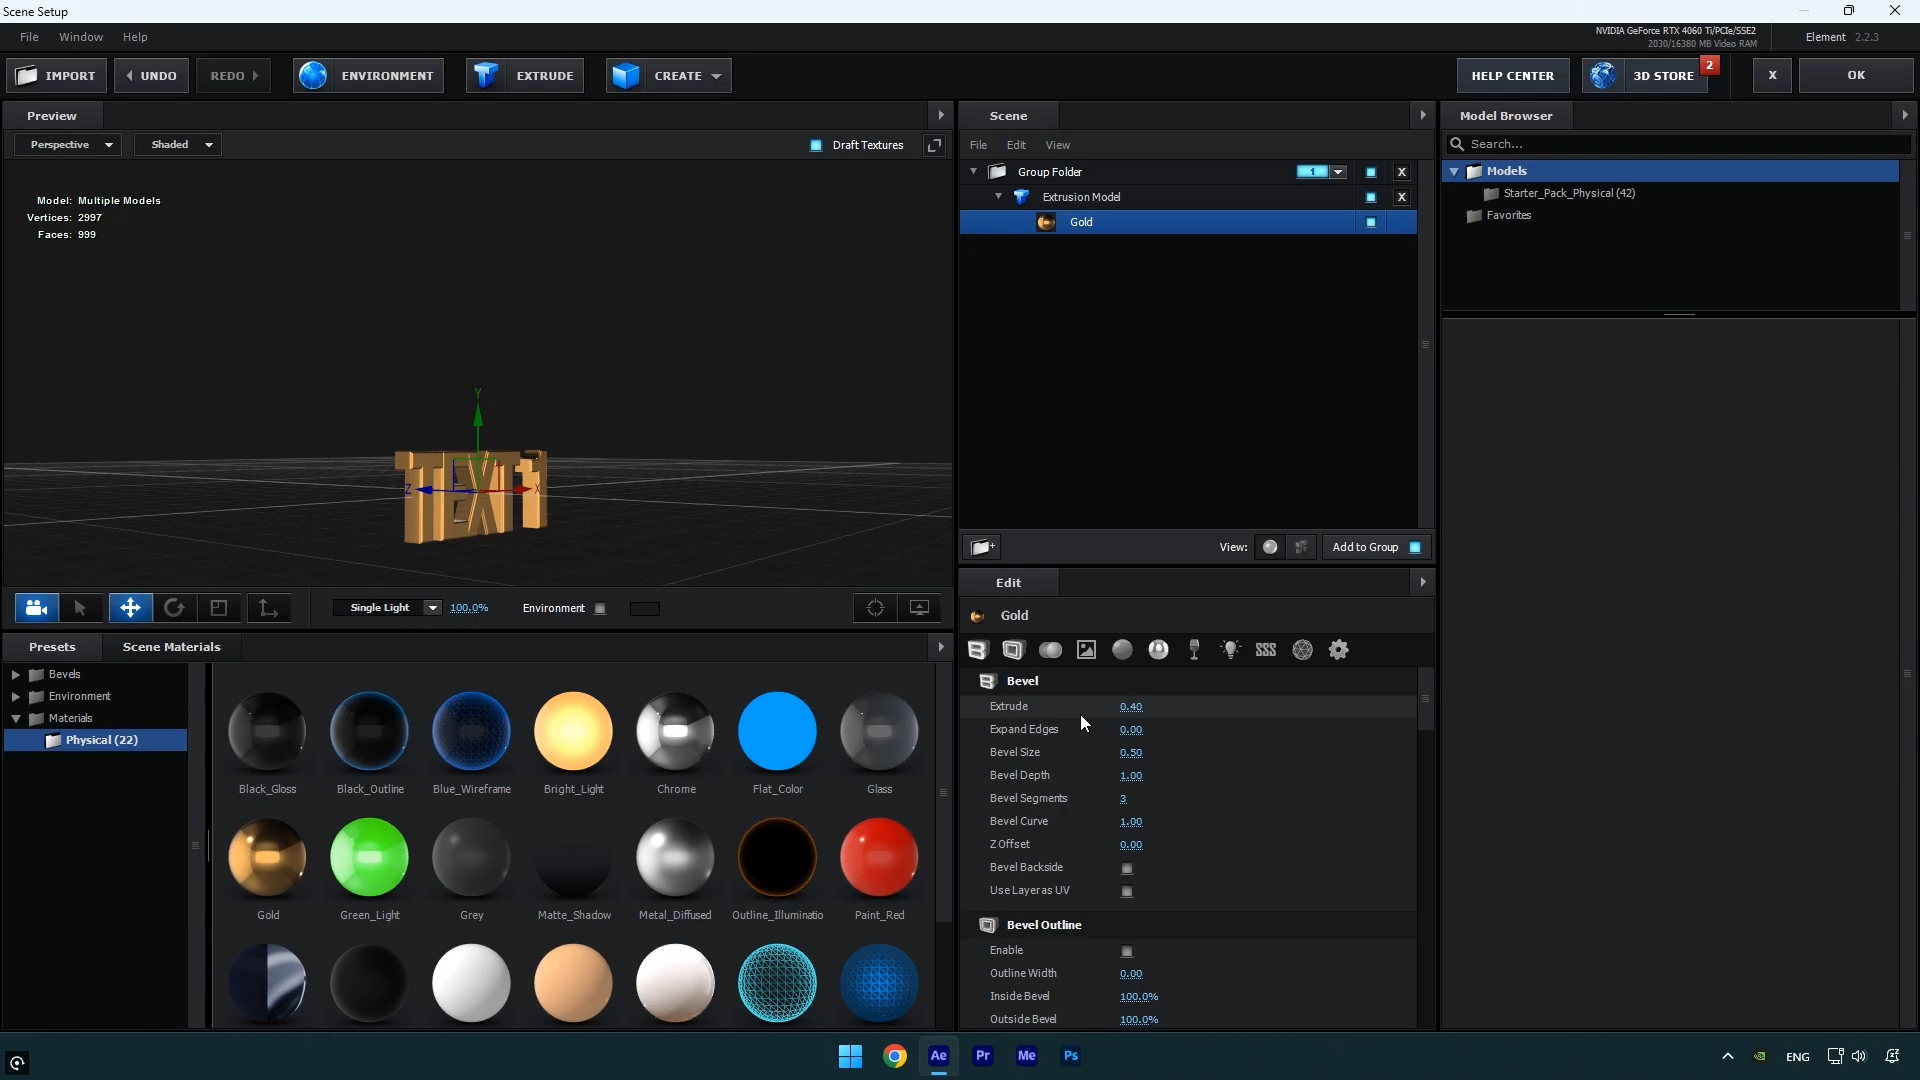 Scene Setup
File Window Help
NVIDIA GeForce RTX 4060 Ti/PCIe/SSE2
2030/16380 MB Video RAM
Element 2.2.3
IMPORT UNDO REDO ENVIRONMENT EXTRUDE CREATE HELP CENTER 3D STORE 2 X OK
Preview
Perspective Shaded Draft Textures
Model: Multiple Models
Vertices: 2997
Faces: 999
Y
TEXT1
Z X
Single Light 100.0% Environment
Presets Scene Materials
Bevels
Environment
Materials
Physical (22)
Black_Gloss Black_Outline Blue_Wireframe Bright_Light Chrome Flat_Color Glass
Gold Green_Light Grey Matte_Shadow Metal_Diffused Outline_Illuminatio Paint_Red
Scene
File Edit View
Group Folder 1 X
Extrusion Model X
Gold
View: Add to Group
Edit
Gold
Bevel
Extrude 0.40
Expand Edges 0.00
Bevel Size 0.50
Bevel Depth 1.00
Bevel Segments 3
Bevel Curve 1.00
Z Offset 0.00
Bevel Backside
Use Layer as UV
Bevel Outline
Enable
Outline Width 0.00
Inside Bevel 100.0%
Outside Bevel 100.0%
Model Browser
Search...
Models
Starter_Pack_Physical (42)
Favorites
Ae Pr Me Ps
ENG